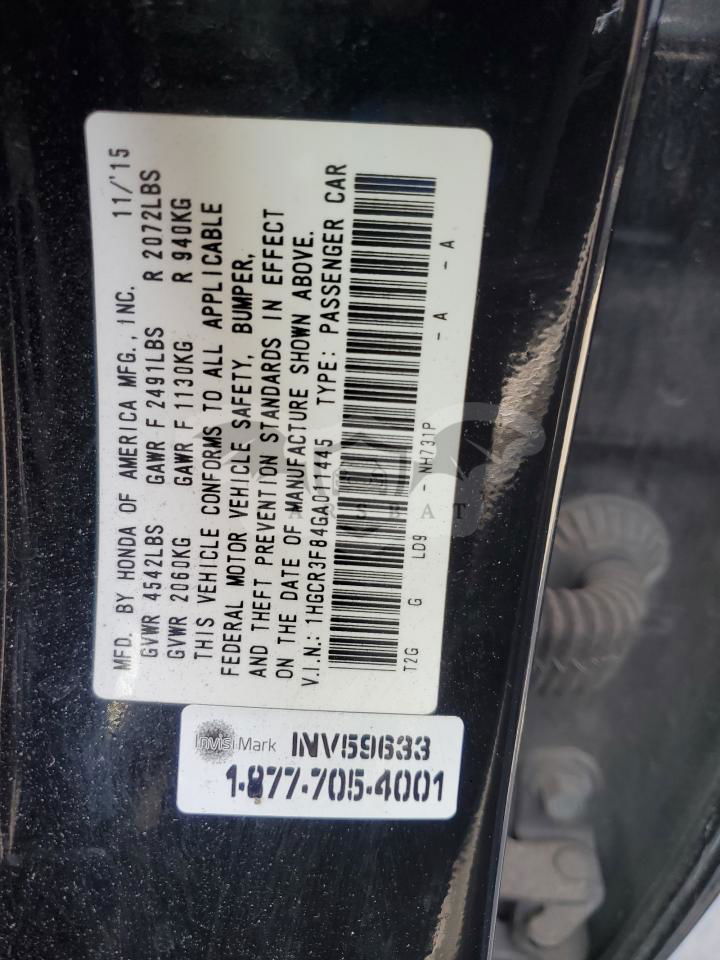 MFD. BY HONDA OF AMERICA MFG., INC. 11/'15
GVWR 4542LBS GAWR F 2491LBS R 2072LBS
GVWR 2060KG GAWR F 1130KG R 940KG
THIS VEHICLE CONFORMS TO ALL APPLICABLE
FEDERAL MOTOR VEHICLE SAFETY, BUMPER,
AND THEFT PREVENTION STANDARDS IN EFFECT
ON THE DATE OF MANUFACTURE SHOWN ABOVE.
V.I.N.: 1HGCR3F84GA011445 TYPE: PASSENGER CAR
T2G G LD9 - NH731P - A - A
InvisiMark INV59633
1-877-705-4001
ARSBAT